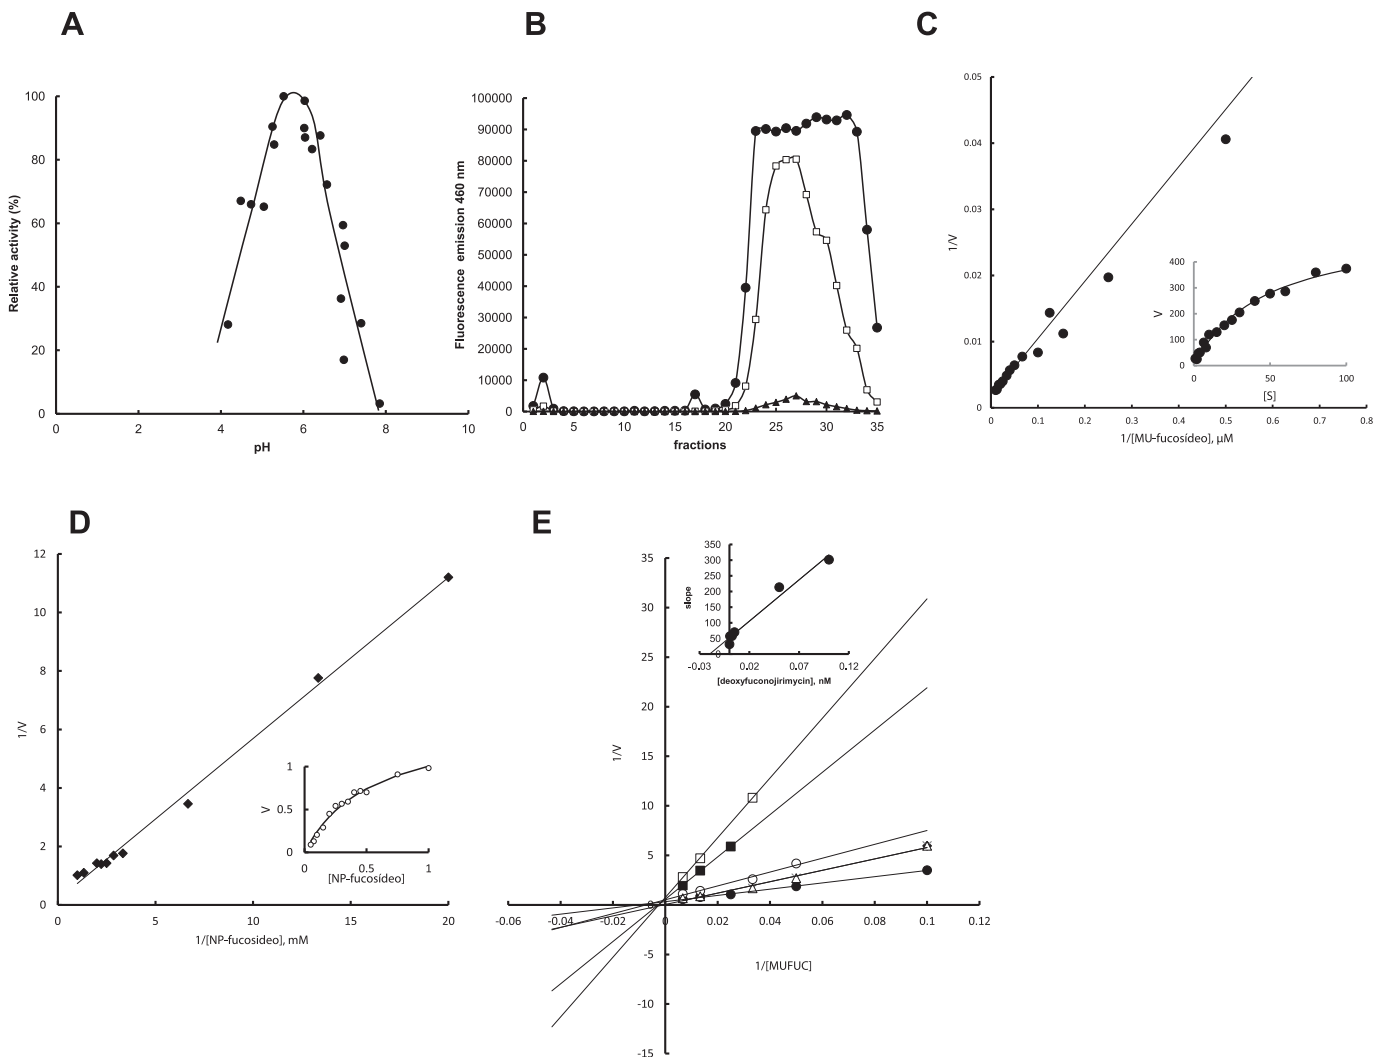 A
Relative activity (%)
100
80
60
40
20
0
0 2 4 6 8 10
pH
B
Fluorescence emission 460 nm
100000
90000
80000
70000
60000
50000
40000
30000
20000
10000
0
0 5 10 15 20 25 30 35
fractions
C
1/V
0.05
0.04
0.03
0.02
0.01
0
0 0.1 0.2 0.3 0.4 0.5 0.6 0.7 0.8
1/[MU-fucosídeo], µM
V
400
300
200
100
0
0 50 100
[S]
D
1/V
12
10
8
6
4
2
0
0 5 10 15 20
1/[NP-fucosideo], mM
V
1
0.5
0
0 0.5 1
[NP-fucosídeo]
E
1/V
35
30
25
20
15
10
5
0
-5
-10
-15
-0.06 -0.04 -0.02 0 0.02 0.04 0.06 0.08 0.1 0.12
1/[MUFUC]
slope
350
300
250
200
150
100
50
0
-0.03 0.02 0.07 0.12
[deoxyfuconojirimycin], nM